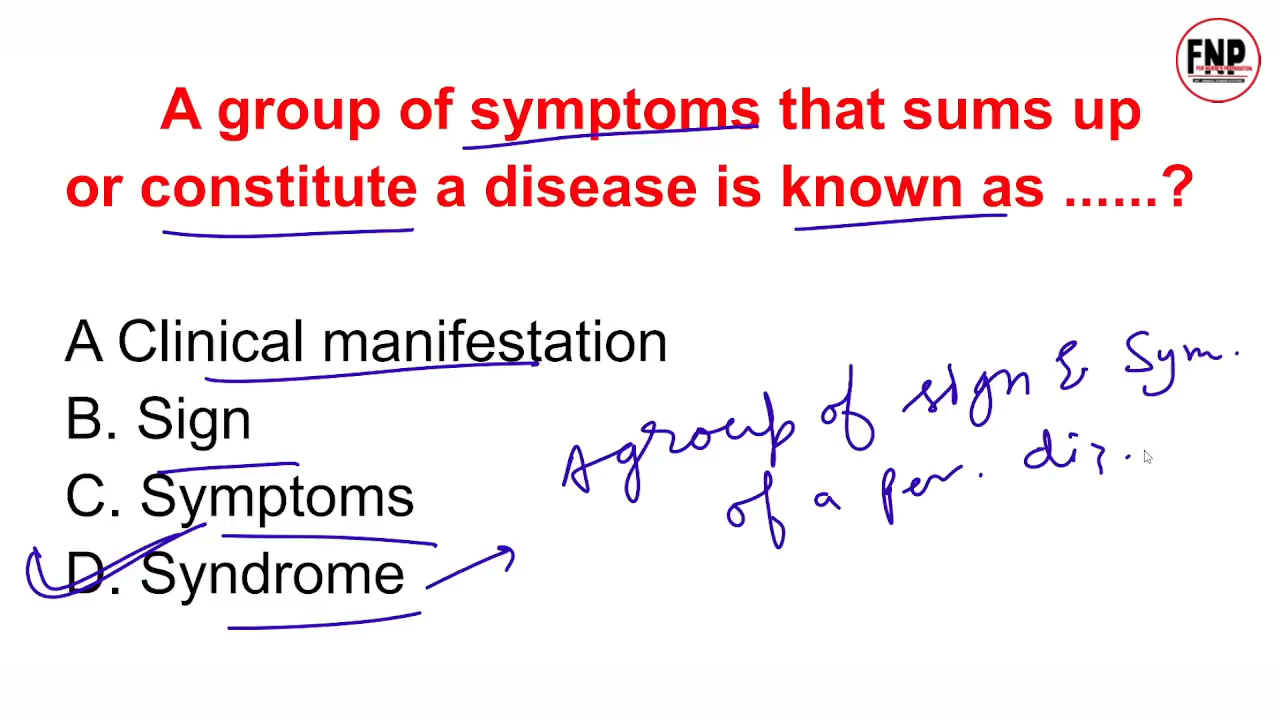 FNP
A group of symptoms that sums up
or constitute a disease is known as ......?
A Clinical manifestation
B. Sign
C. Symptoms
D. Syndrome
A group of sign & Sym.
of a per. diz.